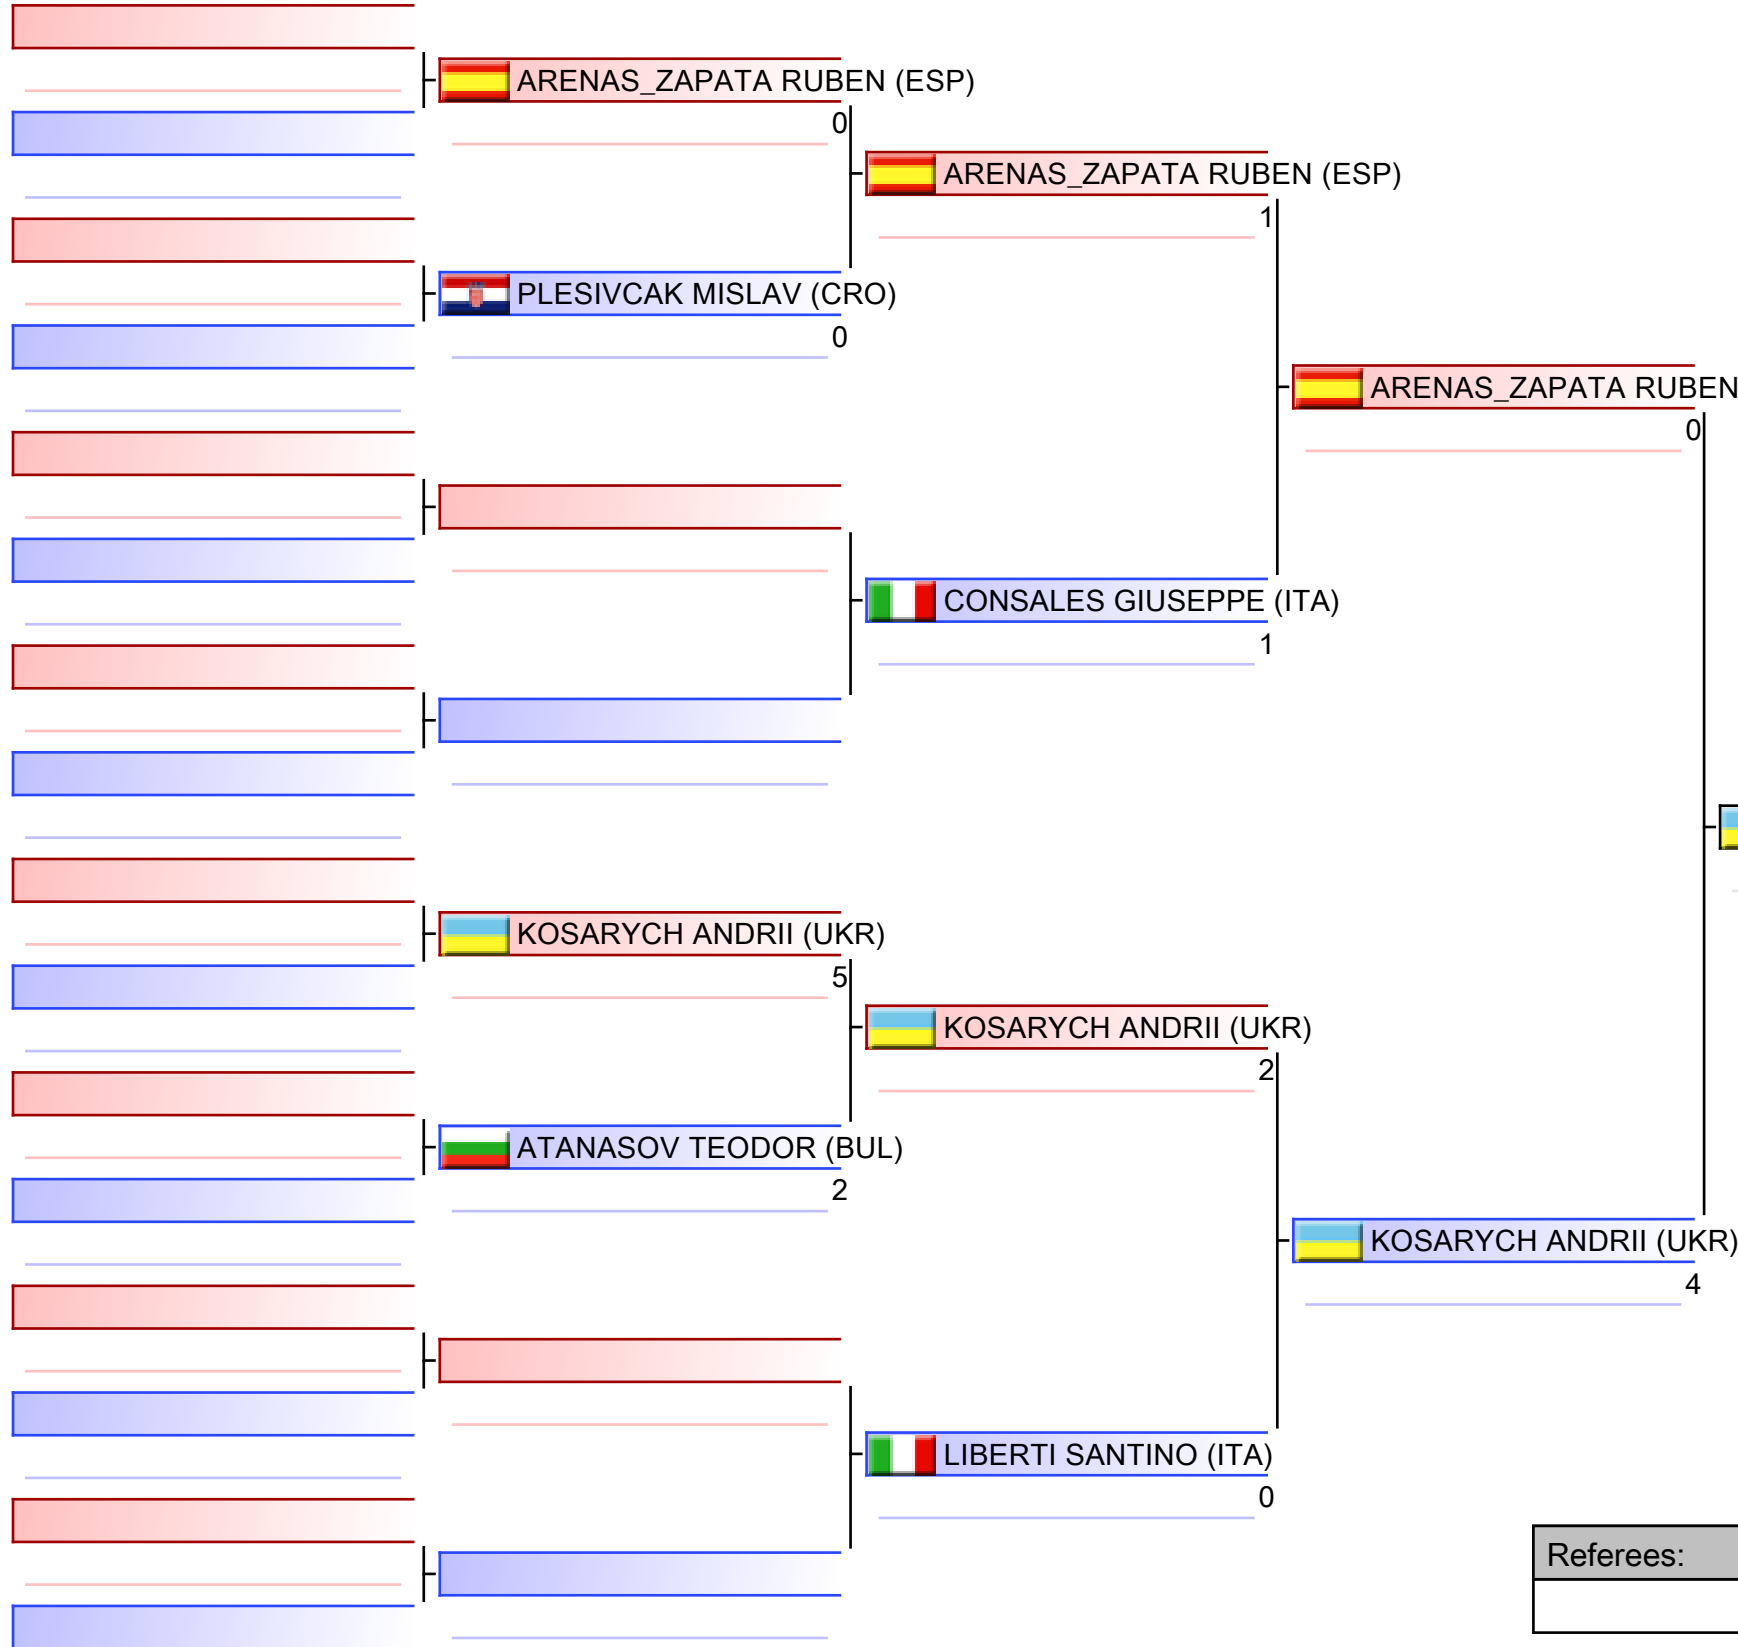 ARENAS_ZAPATA RUBEN (ESP)
0
ARENAS_ZAPATA RUBEN (ESP)
1
PLESIVCAK MISLAV (CRO)
0
ARENAS_ZAPATA RUBEN
0
CONSALES GIUSEPPE (ITA)
1
KOSARYCH ANDRII (UKR)
5
KOSARYCH ANDRII (UKR)
2
ATANASOV TEODOR (BUL)
2
KOSARYCH ANDRII (UKR)
4
LIBERTI SANTINO (ITA)
0
Referees: